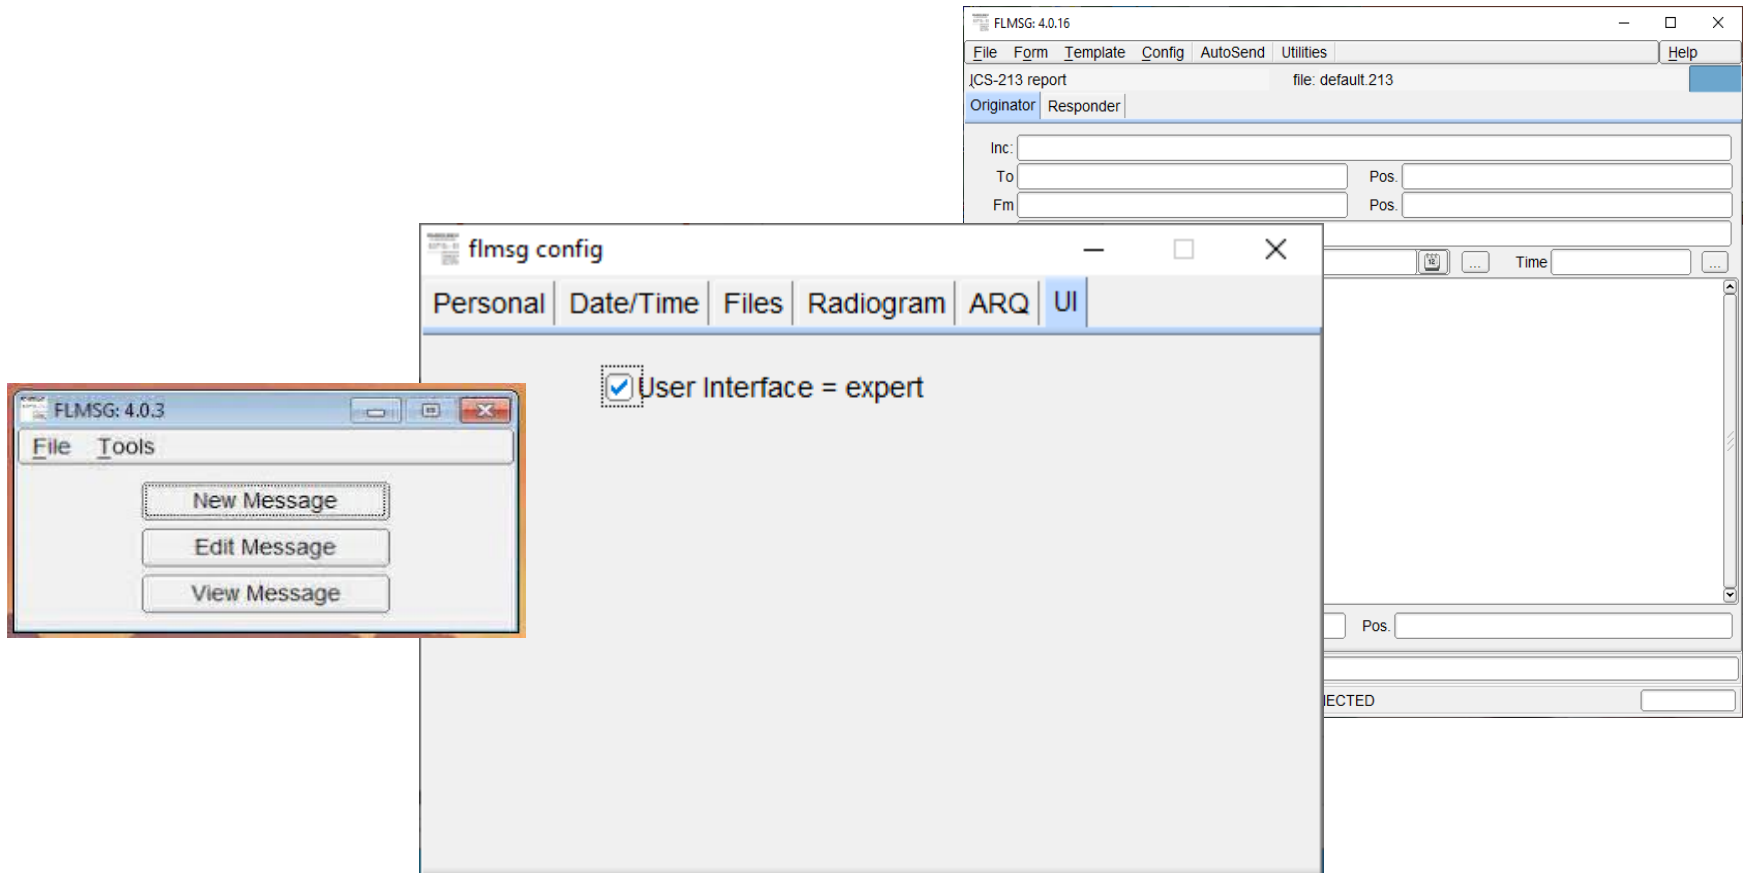 FLMSG: 4.0.16
File Form Template Config AutoSend Utilities Help
ICS-213 report file: default.213
Originator Responder
Inc:
To Pos.
Fm Pos.
12 ... Time ...
Pos.
flmsg config
Personal Date/Time Files Radiogram ARQ UI
User Interface = expert
FLMSG: 4.0.3
File Tools
New Message
Edit Message
View Message